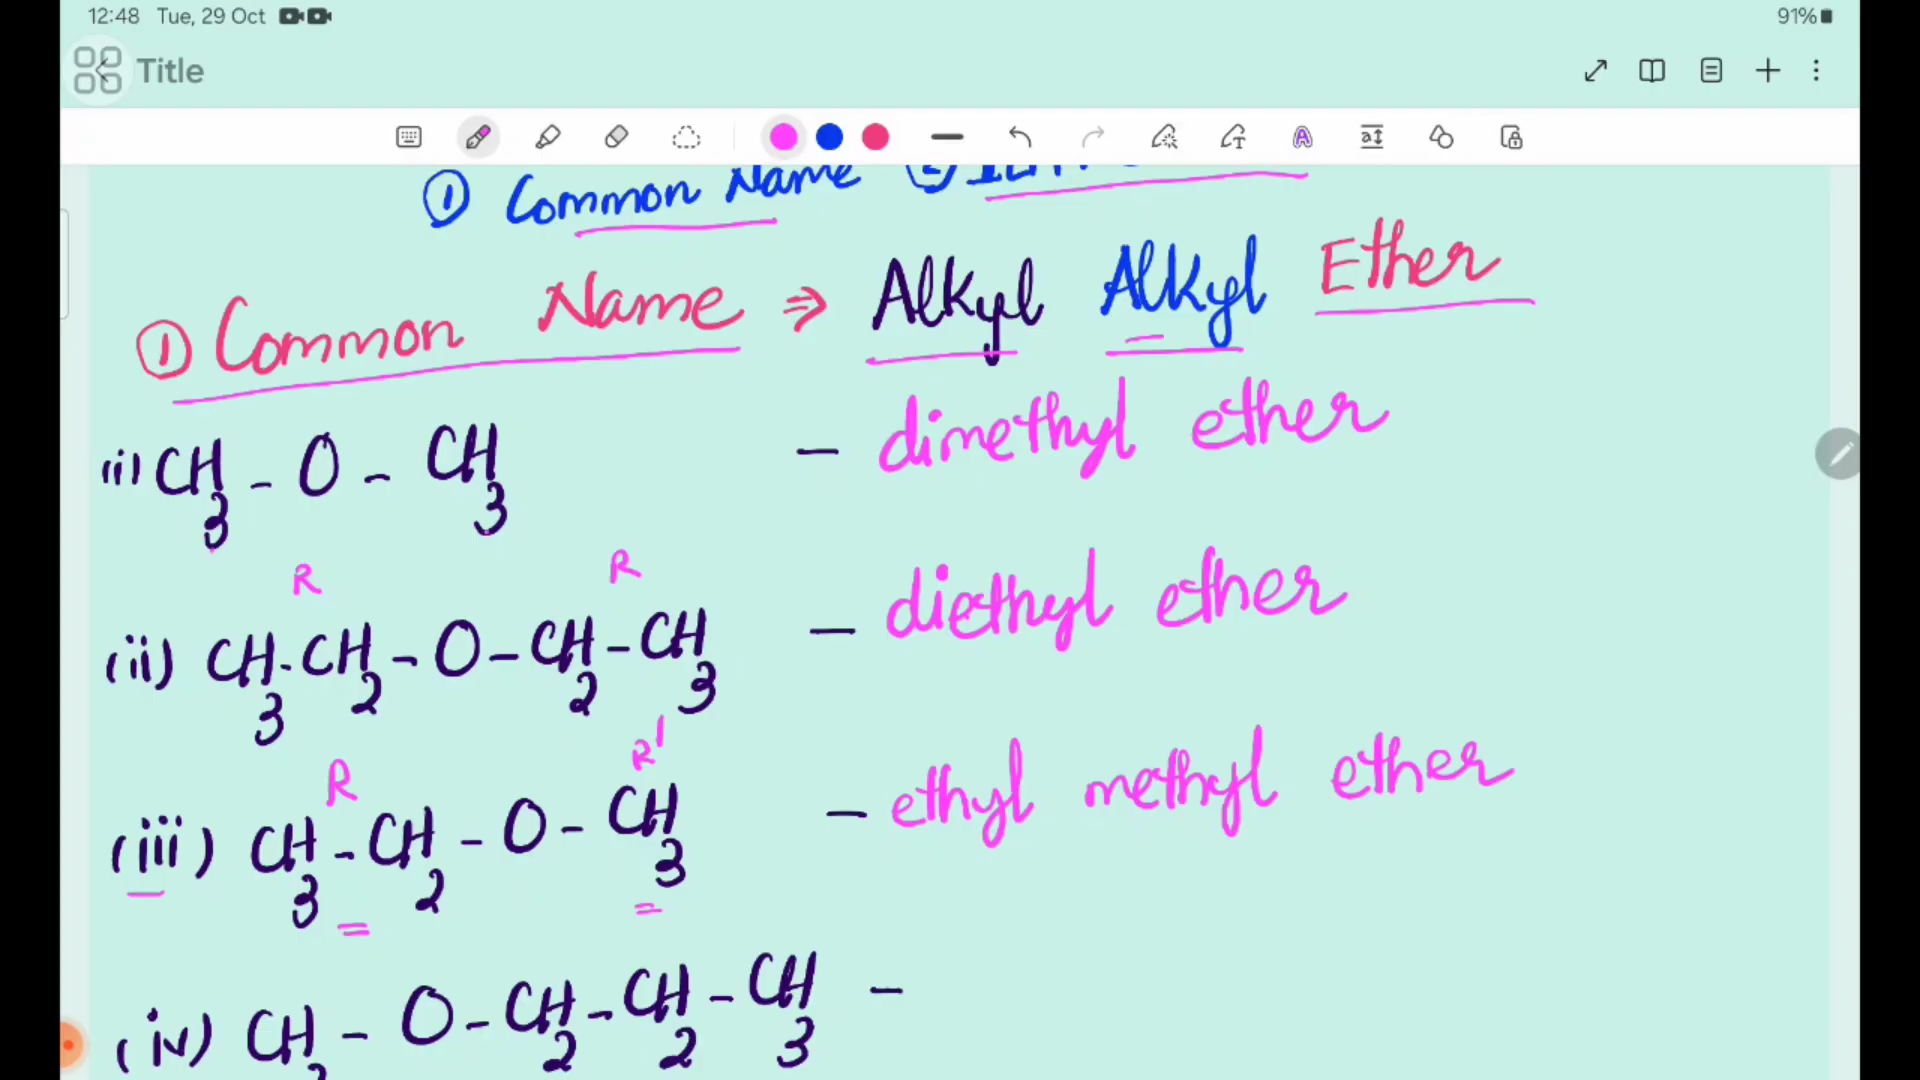 12:48 Tue, 29 Oct 91%
Title
① Common Name ②
① Common Name ⇒ Alkyl Alkyl Ether
(i) CH3 - O - CH3 - dimethyl ether
R R
(ii) CH3 - CH2 - O - CH2 - CH3 - diethyl ether
R R'
(iii) CH3 - CH2 - O - CH3 - ethyl methyl ether
(iv) CH3 - O - CH2 - CH2 - CH3 -